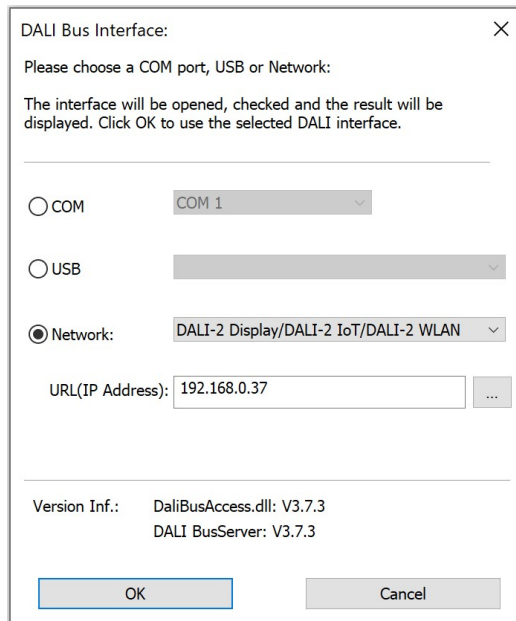 DALI Bus Interface:
Please choose a COM port, USB or Network:
The interface will be opened, checked and the result will be
displayed. Click OK to use the selected DALI interface.
COM
COM 1
USB
Network:
DALI-2 Display/DALI-2 IoT/DALI-2 WLAN
URL(IP Address):
192.168.0.37
...
Version Inf.:
DaliBusAccess.dll: V3.7.3
DALI BusServer: V3.7.3
OK
Cancel